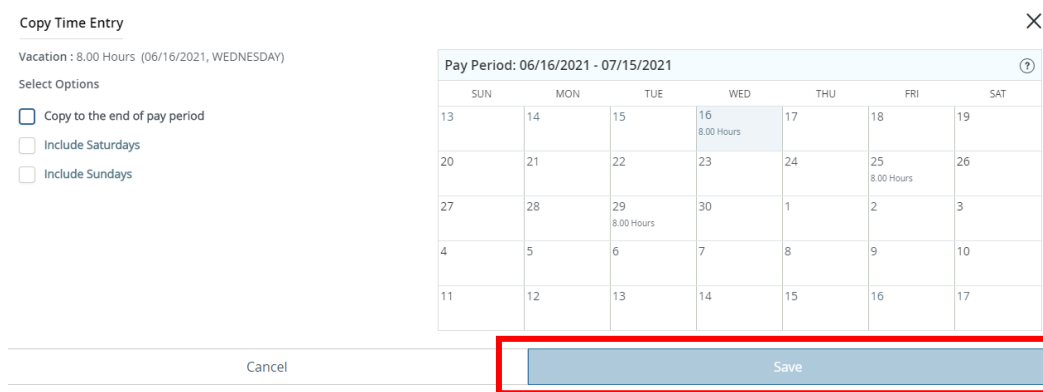 Copy Time Entry
Vacation : 8.00 Hours (06/16/2021, WEDNESDAY)
Select Options
Copy to the end of pay period
Include Saturdays
Include Sundays
Pay Period: 06/16/2021 - 07/15/2021
SUN MON TUE WED THU FRI SAT
13 14 15 16 17 18 19
8.00 Hours
20 21 22 23 24 25 26
8.00 Hours
27 28 29 30 1 2 3
8.00 Hours
4 5 6 7 8 9 10
11 12 13 14 15 16 17
Cancel Save